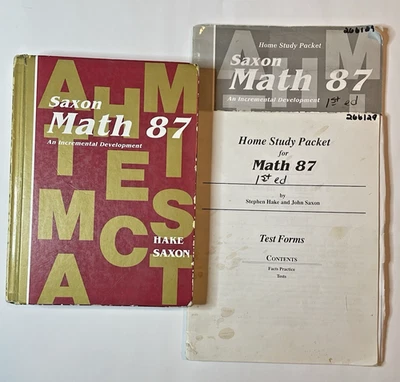 Saxon
Math 87
An Incremental Development
HAKE
SAXON
266129
Home Study Packet
Saxon
Math 87
An Incremental Development
1st ed
266129
Home Study Packet
for
Math 87
1st ed
by
Stephen Hake and John Saxon
Test Forms
CONTENTS
Facts Practice
Tests